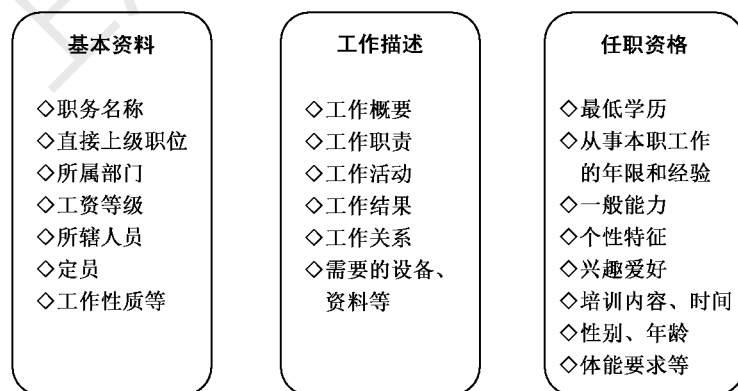 基本资料
◇职务名称
◇直接上级职位
◇所属部门
◇工资等级
◇所辖人员
◇定员
◇工作性质等
工作描述
◇工作概要
◇工作职责
◇工作活动
◇工作结果
◇工作关系
◇需要的设备、
资料等
任职资格
◇最低学历
◇从事本职工作
的年限和经验
◇一般能力
◇个性特征
◇兴趣爱好
◇培训内容、时间
◇性别、年龄
◇体能要求等